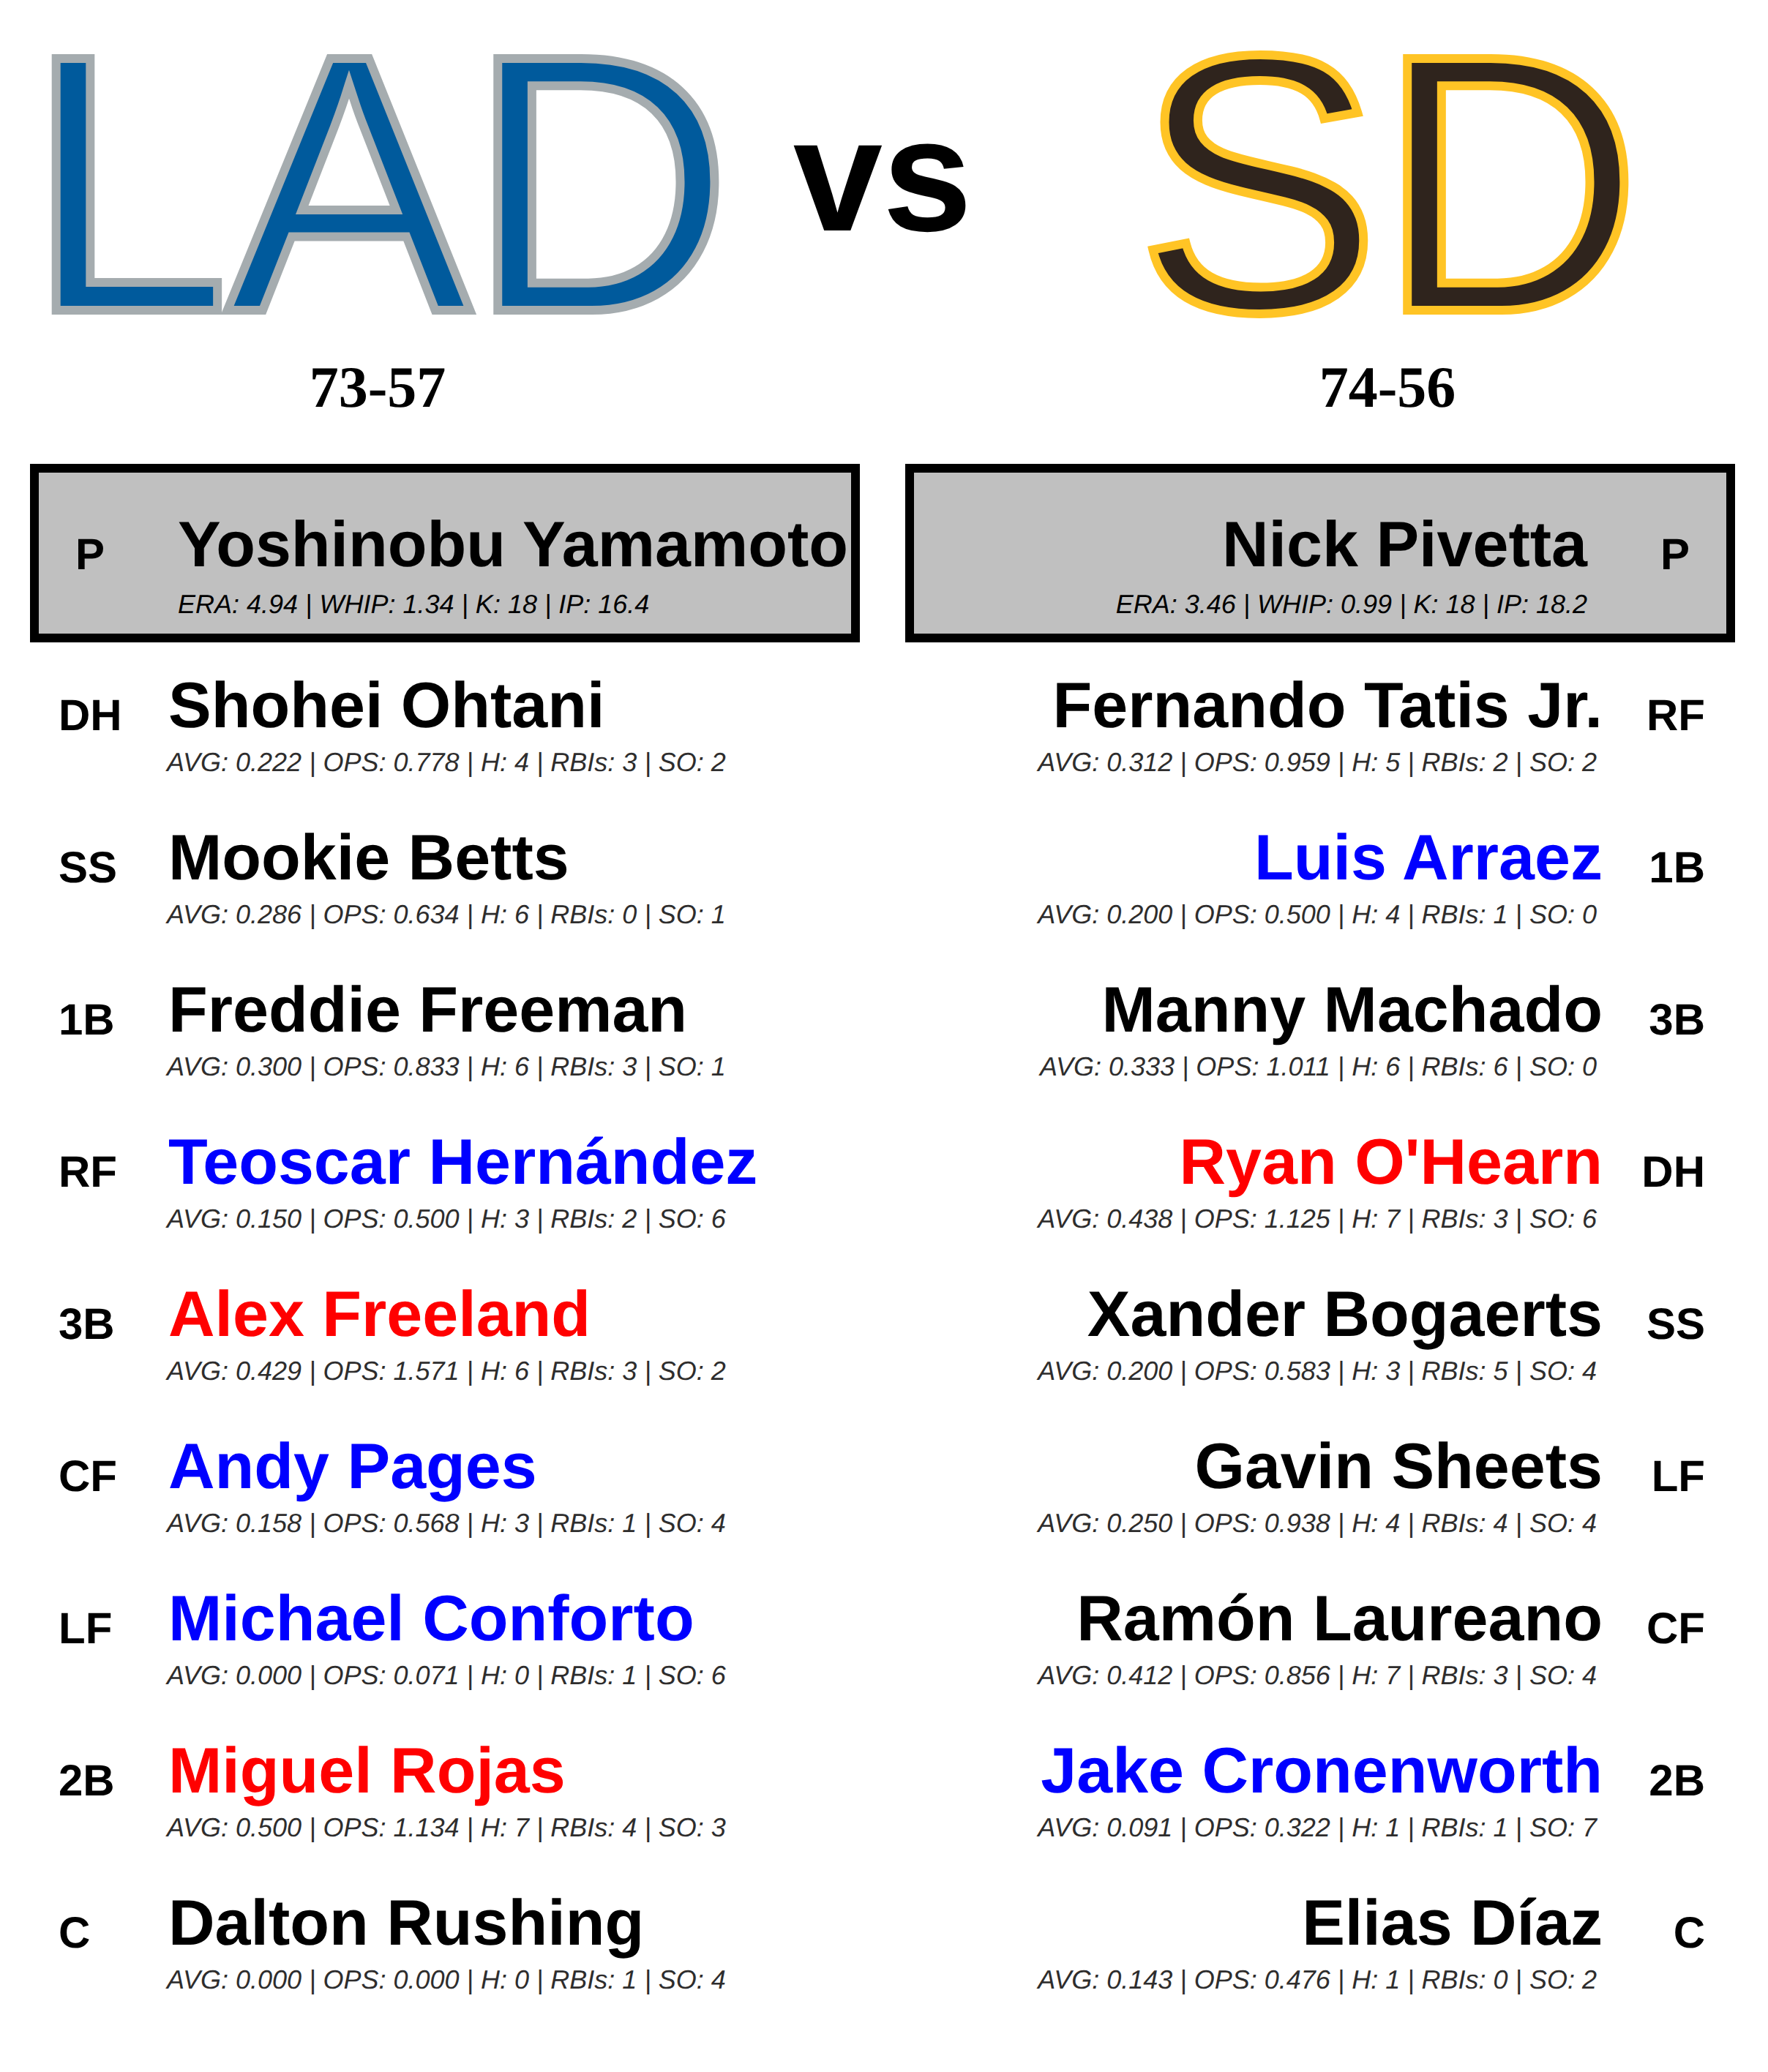 LAD vs SD
73-57 74-56
P Yoshinobu Yamamoto
ERA: 4.94 | WHIP: 1.34 | K: 18 | IP: 16.4
Nick Pivetta P
ERA: 3.46 | WHIP: 0.99 | K: 18 | IP: 18.2
DH Shohei Ohtani
AVG: 0.222 | OPS: 0.778 | H: 4 | RBIs: 3 | SO: 2
SS Mookie Betts
AVG: 0.286 | OPS: 0.634 | H: 6 | RBIs: 0 | SO: 1
1B Freddie Freeman
AVG: 0.300 | OPS: 0.833 | H: 6 | RBIs: 3 | SO: 1
RF Teoscar Hernández
AVG: 0.150 | OPS: 0.500 | H: 3 | RBIs: 2 | SO: 6
3B Alex Freeland
AVG: 0.429 | OPS: 1.571 | H: 6 | RBIs: 3 | SO: 2
CF Andy Pages
AVG: 0.158 | OPS: 0.568 | H: 3 | RBIs: 1 | SO: 4
LF Michael Conforto
AVG: 0.000 | OPS: 0.071 | H: 0 | RBIs: 1 | SO: 6
2B Miguel Rojas
AVG: 0.500 | OPS: 1.134 | H: 7 | RBIs: 4 | SO: 3
C Dalton Rushing
AVG: 0.000 | OPS: 0.000 | H: 0 | RBIs: 1 | SO: 4
Fernando Tatis Jr. RF
AVG: 0.312 | OPS: 0.959 | H: 5 | RBIs: 2 | SO: 2
Luis Arraez 1B
AVG: 0.200 | OPS: 0.500 | H: 4 | RBIs: 1 | SO: 0
Manny Machado 3B
AVG: 0.333 | OPS: 1.011 | H: 6 | RBIs: 6 | SO: 0
Ryan O'Hearn DH
AVG: 0.438 | OPS: 1.125 | H: 7 | RBIs: 3 | SO: 6
Xander Bogaerts SS
AVG: 0.200 | OPS: 0.583 | H: 3 | RBIs: 5 | SO: 4
Gavin Sheets LF
AVG: 0.250 | OPS: 0.938 | H: 4 | RBIs: 4 | SO: 4
Ramón Laureano CF
AVG: 0.412 | OPS: 0.856 | H: 7 | RBIs: 3 | SO: 4
Jake Cronenworth 2B
AVG: 0.091 | OPS: 0.322 | H: 1 | RBIs: 1 | SO: 7
Elias Díaz C
AVG: 0.143 | OPS: 0.476 | H: 1 | RBIs: 0 | SO: 2